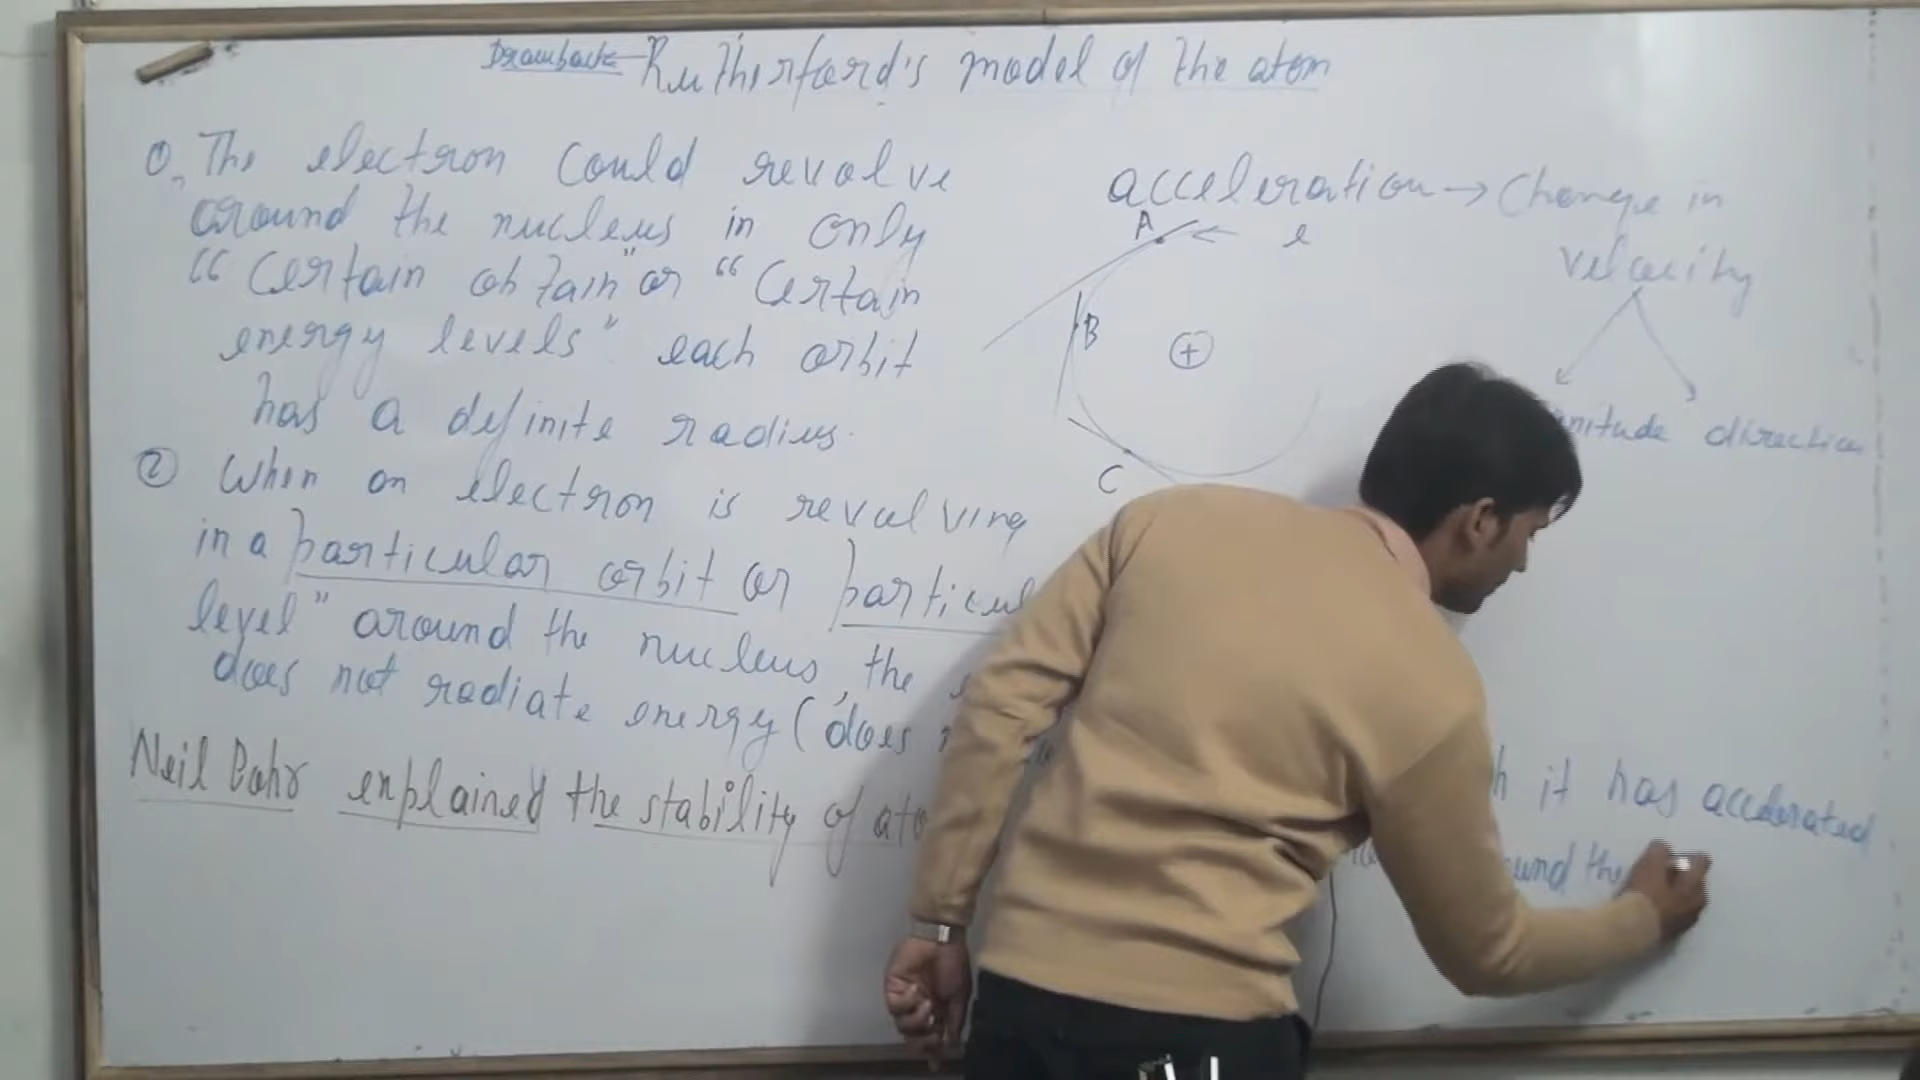 Drawback Rutherford's model of the atom
①. The electron could revolve
around the nucleus in only
“certain obtain” or “certain
energy levels” each orbit
has a definite radius.
② When an electron is revolving
in a particular orbit or
level” around the nucleus, the
does not radiate energy (does
Neil Bohr explained the stability of
acceleration → Change in
velocity
direction
A ← e
B
+
C
it has accelerated
the